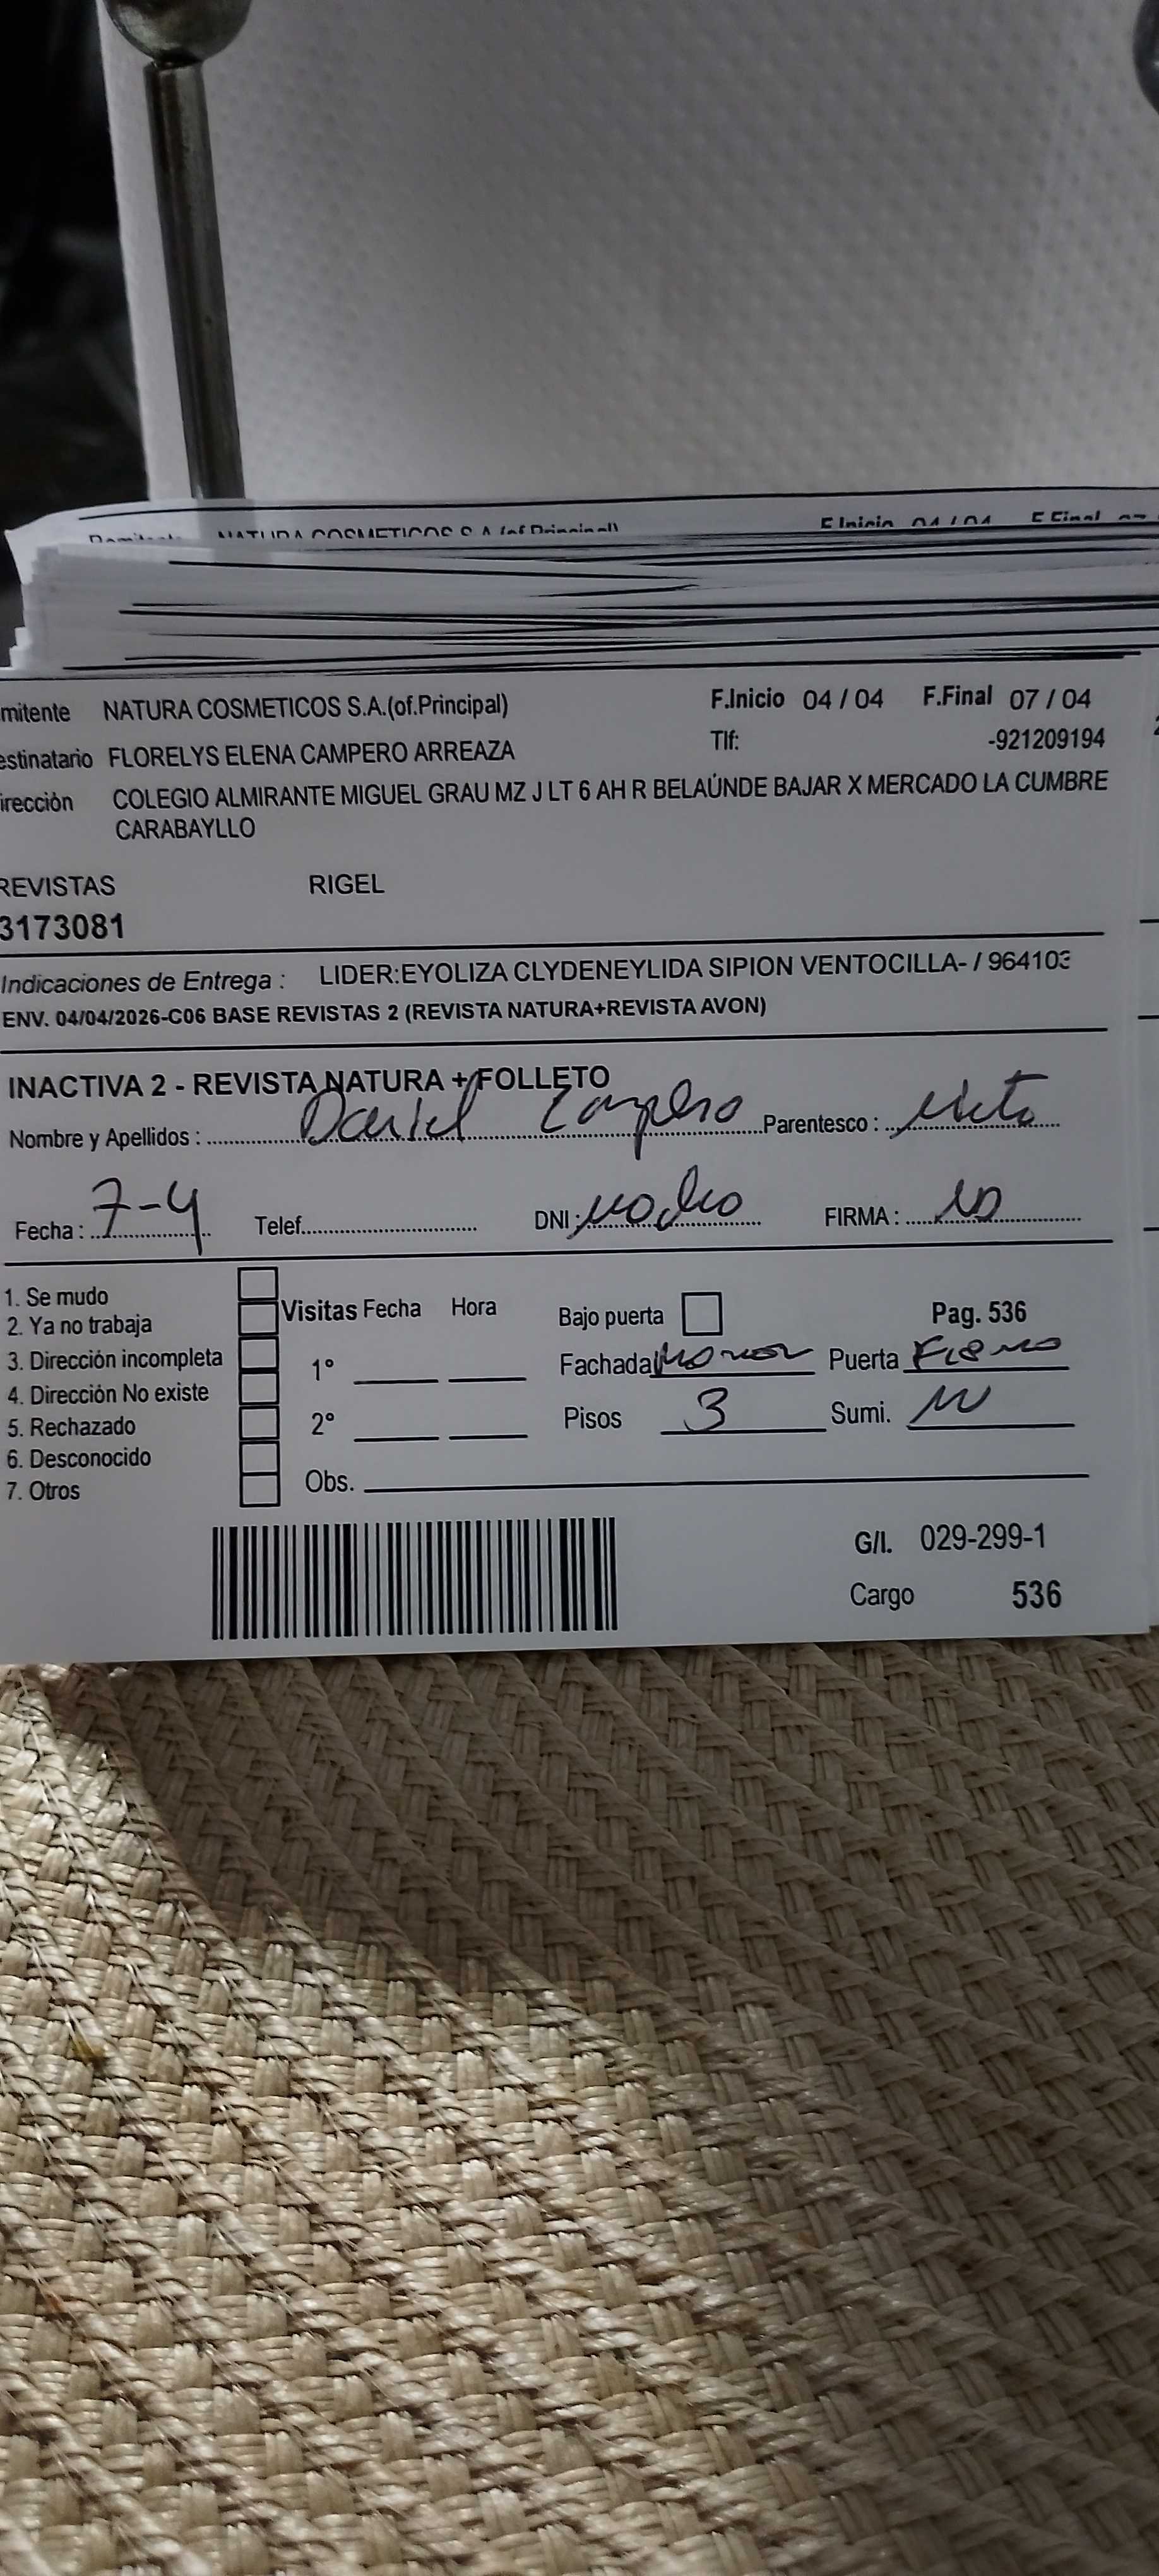 NATURA COSMETICOS S.A.(of.Principal) F.Inicio 04/04 F.Final
mitente NATURA COSMETICOS S.A.(of.Principal) F.Inicio 04 / 04 F.Final 07 / 04
estinatario FLORELYS ELENA CAMPERO ARREAZA Tlf: -921209194
irección COLEGIO ALMIRANTE MIGUEL GRAU MZ J LT 6 AH R BELAÚNDE BAJAR X MERCADO LA CUMBRE
CARABAYLLO
REVISTAS RIGEL
3173081
Indicaciones de Entrega : LIDER:EYOLIZA CLYDENEYLIDA SIPION VENTOCILLA- / 964103
ENV. 04/04/2026-C06 BASE REVISTAS 2 (REVISTA NATURA+REVISTA AVON)
INACTIVA 2 - REVISTA NATURA + FOLLETO
Nombre y Apellidos : Daniel Campero Parentesco :
Fecha : 7-4 Telef. DNI : FIRMA :
1. Se mudo
2. Ya no trabaja
3. Dirección incompleta
4. Dirección No existe
5. Rechazado
6. Desconocido
7. Otros
Visitas Fecha Hora
1°
2°
Obs.
Bajo puerta Pag. 536
Fachada Puerta Fierro
Pisos 3 Sumi.
G/I. 029-299-1
Cargo 536